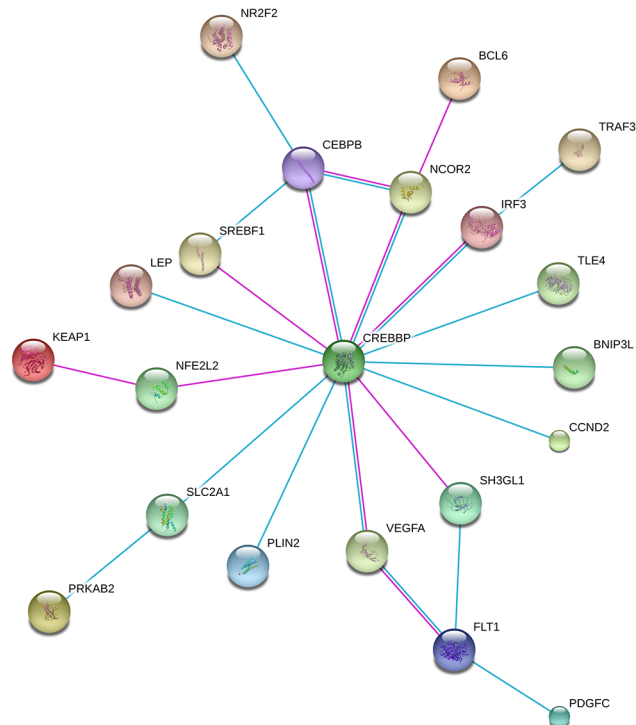 NR2F2
BCL6
TRAF3
CEBPB
NCOR2
IRF3
SREBF1
LEP
TLE4
KEAP1
CREBBP
BNIP3L
NFE2L2
CCND2
SH3GL1
SLC2A1
VEGFA
PLIN2
PRKAB2
FLT1
PDGFC